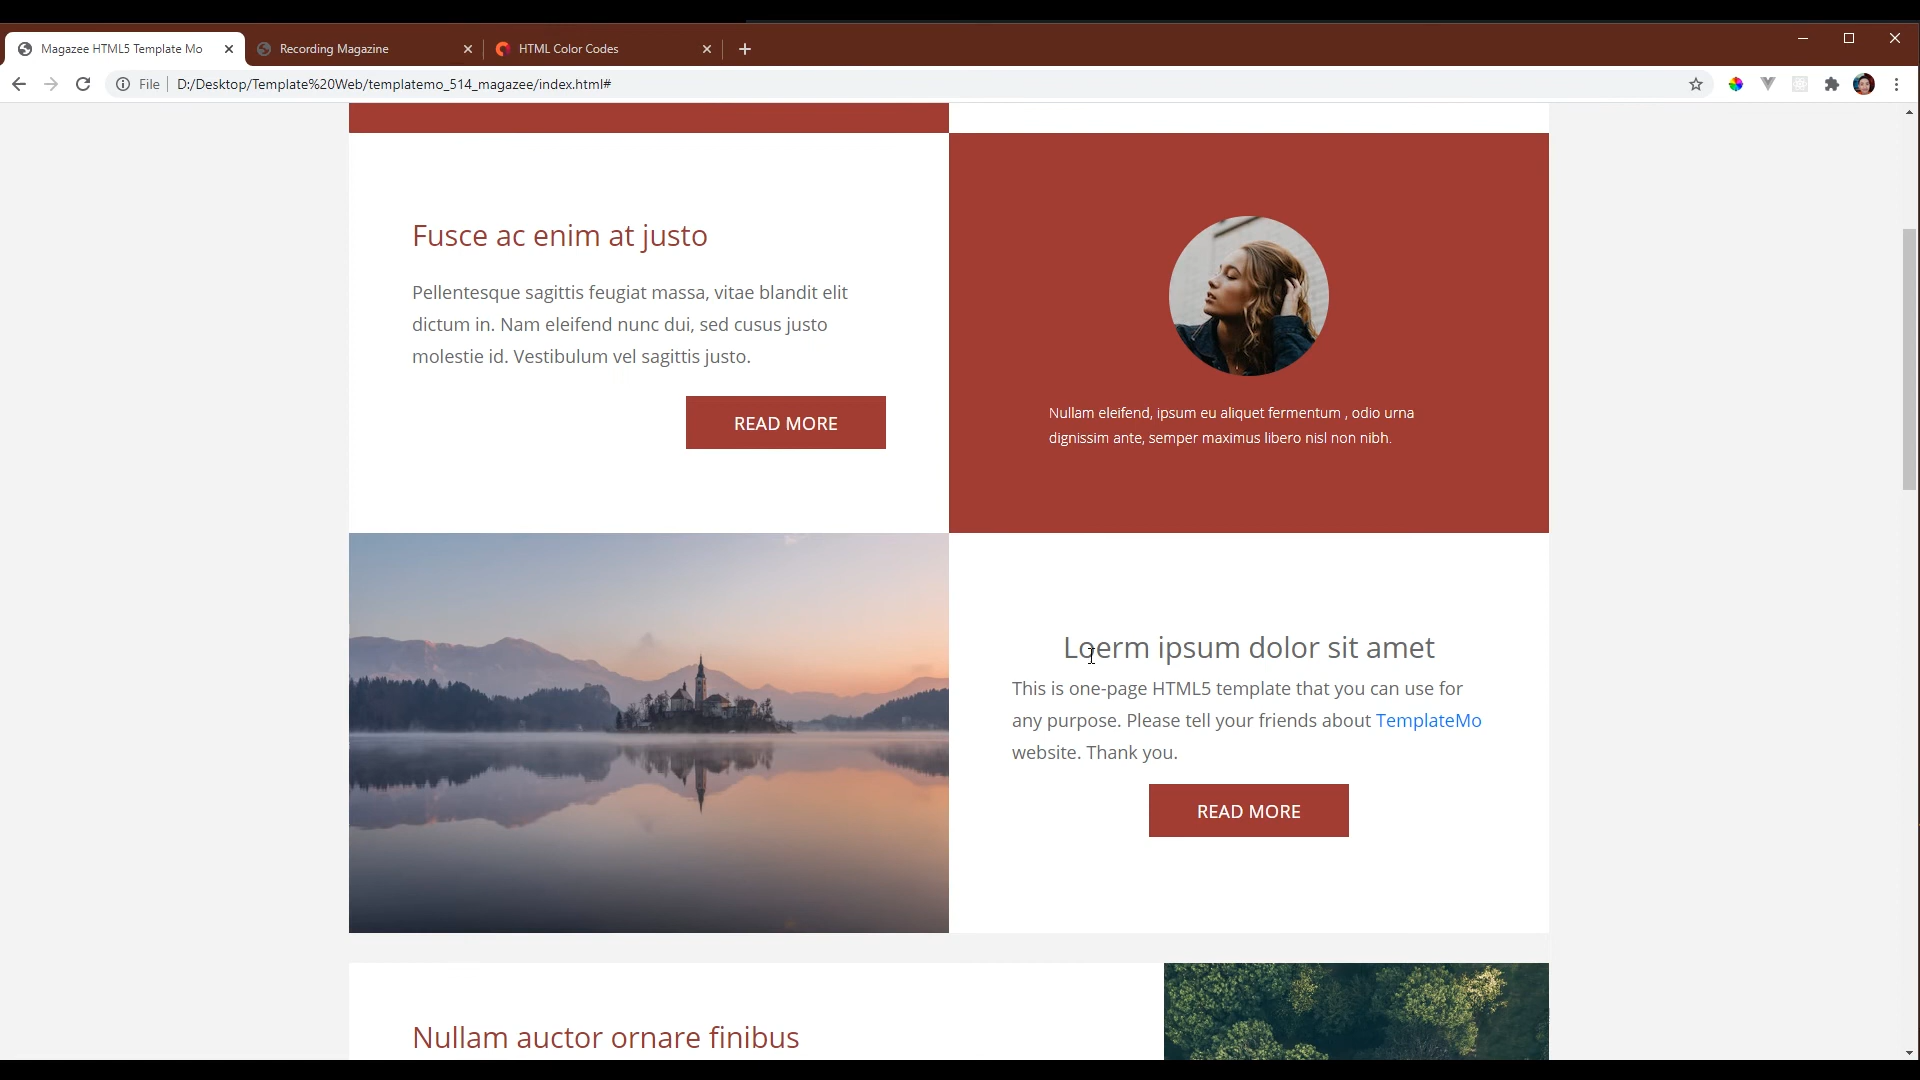 Magazee HTML5 Template Mo
Recording Magazine
HTML Color Codes
File
D:/Desktop/Template%20Web/templatemo_514_magazee/index.html#
Fusce ac enim at justo
Pellentesque sagittis feugiat massa, vitae blandit elit
dictum in. Nam eleifend nunc dui, sed cusus justo
molestie id. Vestibulum vel sagittis justo.
READ MORE
Nullam eleifend, ipsum eu aliquet fermentum , odio urna
dignissim ante, semper maximus libero nisl non nibh.
Loerm ipsum dolor sit amet
This is one-page HTML5 template that you can use for
any purpose. Please tell your friends about TemplateMo
website. Thank you.
READ MORE
Nullam auctor ornare finibus